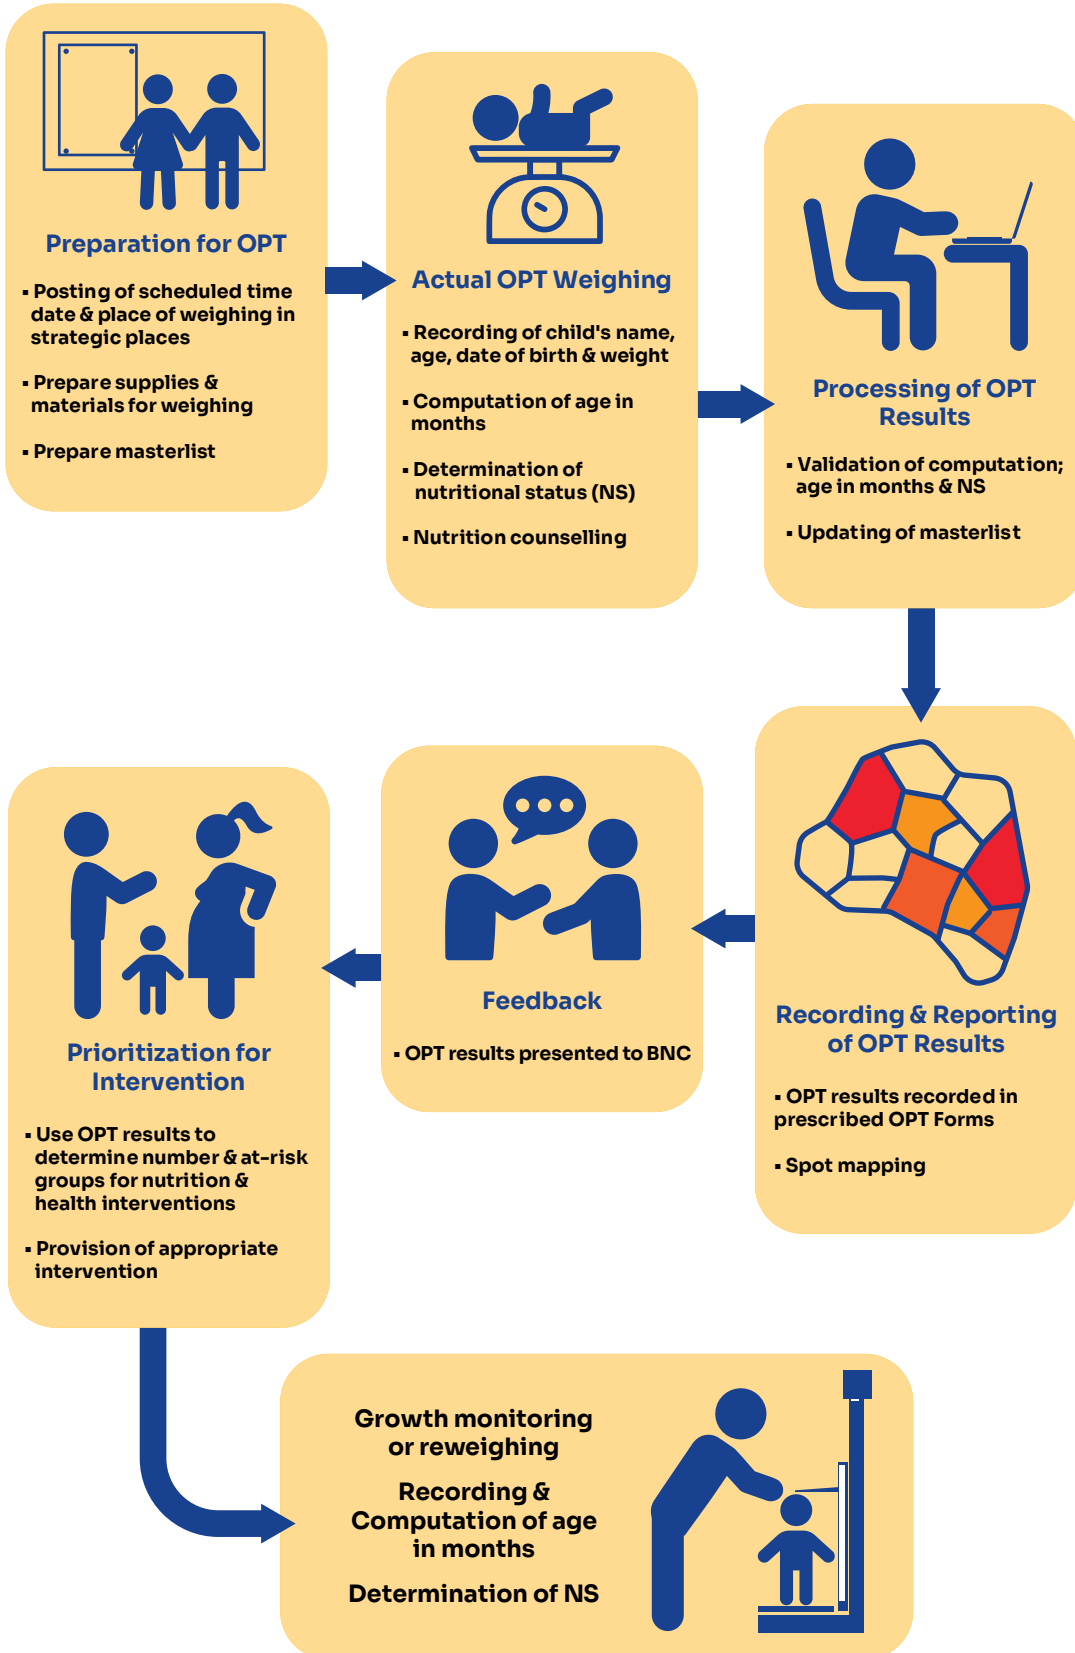 Preparation for OPT
▪ Posting of scheduled time
date & place of weighing in
strategic places
▪ Prepare supplies &
materials for weighing
▪ Prepare masterlist
Actual OPT Weighing
▪ Recording of child's name,
age, date of birth & weight
▪ Computation of age in
months
▪ Determination of
nutritional status (NS)
▪ Nutrition counselling
Processing of OPT
Results
▪ Validation of computation;
age in months & NS
▪ Updating of masterlist
Recording & Reporting
of OPT Results
▪ OPT results recorded in
prescribed OPT Forms
▪ Spot mapping
Feedback
▪ OPT results presented to BNC
Prioritization for
Intervention
▪ Use OPT results to
determine number & at-risk
groups for nutrition &
health interventions
▪ Provision of appropriate
intervention
Growth monitoring
or reweighing
Recording &
Computation of age
in months
Determination of NS